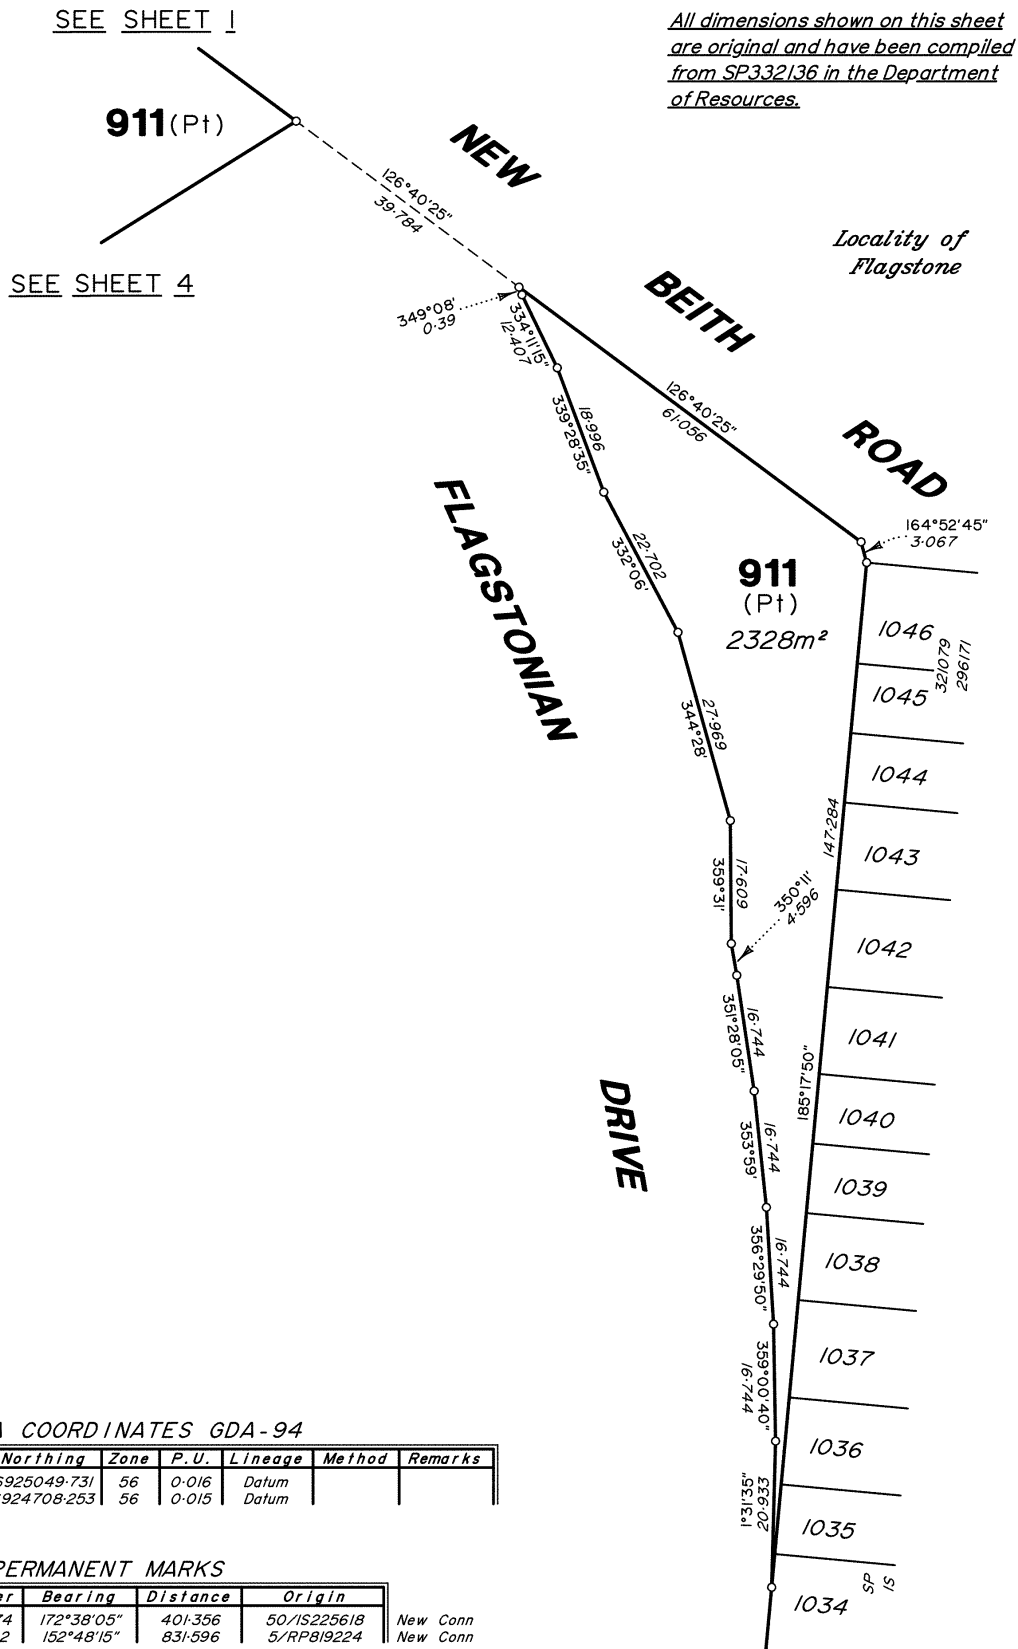 SEE SHEET 1
All dimensions shown on this sheet
are original and have been compiled
from SP332136 in the Department
of Resources.
911 (Pt)
NEW
126°40'25"
39·784
Locality of
Flagstone
SEE SHEET 4
BEITH
349°08'
0·39
334°11'15"
12·407
126°40'25"
61·056
18·996
339°28'35"
ROAD
FLAGSTONIAN
164°52'45"
3·067
22·702
332°06'
911
(Pt)
2328m²
1046
321079
296171
1045
27·969
344°28'
1044
147·284
1043
17·609
359°31'
350°11'
4·596
1042
16·744
351°28'05"
1041
185°17'50"
DRIVE
1040
16·744
353°59'
1039
16·744
356°29'50"
1038
359°00'40"
16·744
1037
COORDINATES GDA-94
1036
Northing Zone P.U. Lineage Method Remarks
6925049·731 56 0·016 Datum
924708·253 56 0·015 Datum
20·933
1°31'35"
1035
SP
IS
PERMANENT MARKS
1034
Bearing Distance Origin
172°38'05" 401·356 50/IS225618 New Conn
2 152°48'15" 831·596 5/RP819224 New Conn